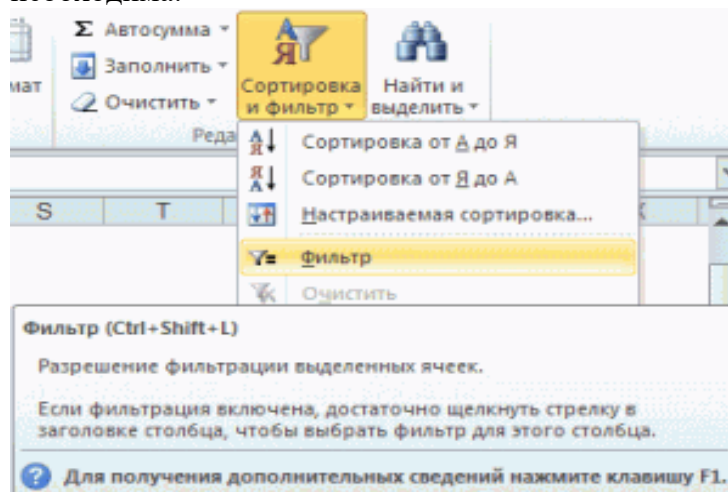 Σ Автосумма
Заполнить
Очистить
мат
Сортировка
и фильтр
Найти и
выделить
Реда
Сортировка от А до Я
Сортировка от Я до А
Настраиваемая сортировка...
Фильтр
Очистить
S T
Фильтр (Ctrl+Shift+L)
Разрешение фильтрации выделенных ячеек.
Если фильтрация включена, достаточно щелкнуть стрелку в
заголовке столбца, чтобы выбрать фильтр для этого столбца.
Для получения дополнительных сведений нажмите клавишу F1.